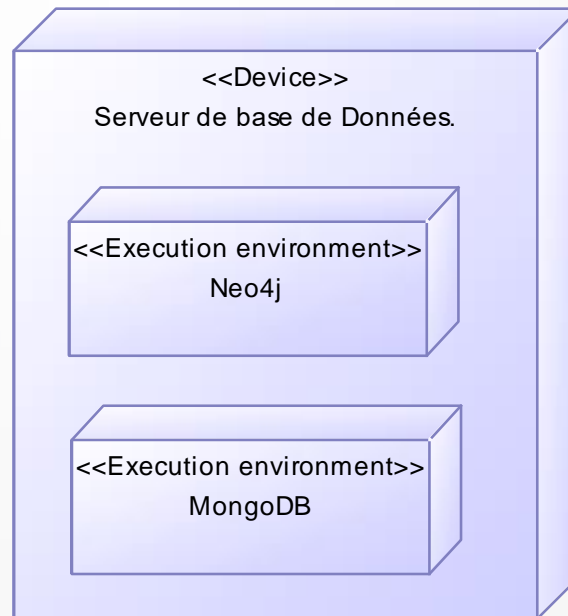 <<Device>>
Serveur de base de Données.
<<Execution environment>>
Neo4j
<<Execution environment>>
MongoDB